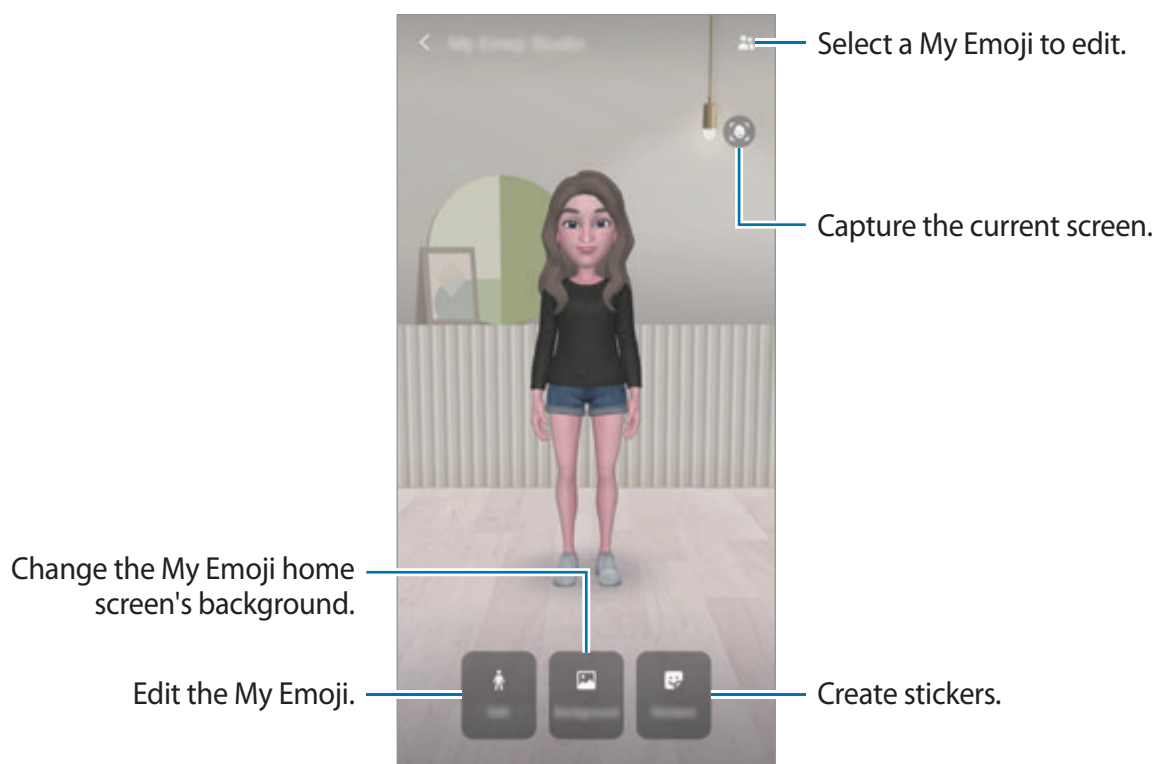 Select a My Emoji to edit.
Capture the current screen.
Change the My Emoji home
screen's background.
Edit the My Emoji.
Create stickers.